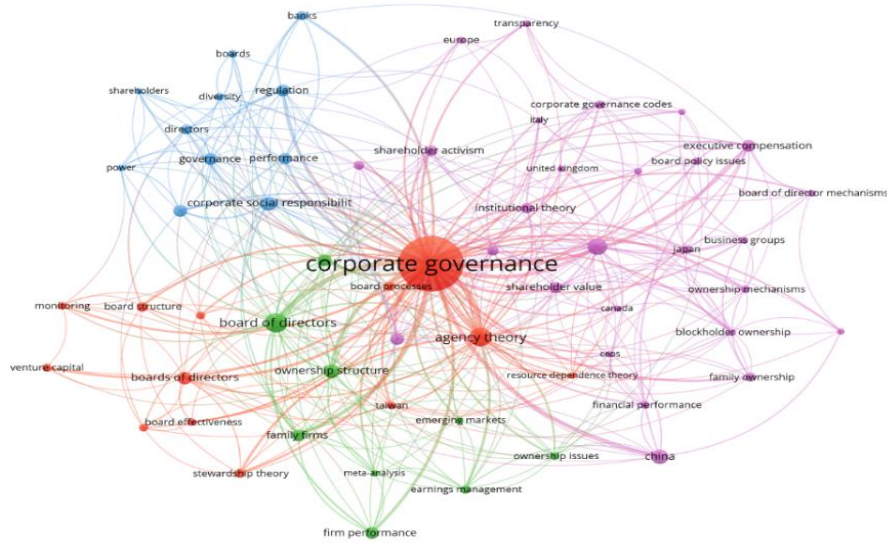 banks
transparency
europe
boards
shareholders
diversity
regulation
corporate governance codes
italy
directors
executive compensation
shareholder activism
governance
performance
board policy issues
power
united kingdom
board of director mechanisms
corporate social responsibilit
institutional theory
business groups
japan
corporate governance
board processes
shareholder value
ownership mechanisms
monitoring
board structure
canada
board of directors
blockholder ownership
agency theory
ceos
venture capital
boards of directors
ownership structure
resource dependence theory
family ownership
taiwan
financial performance
board effectiveness
emerging markets
family firms
ownership issues
china
stewardship theory
meta-analysis
earnings management
firm performance